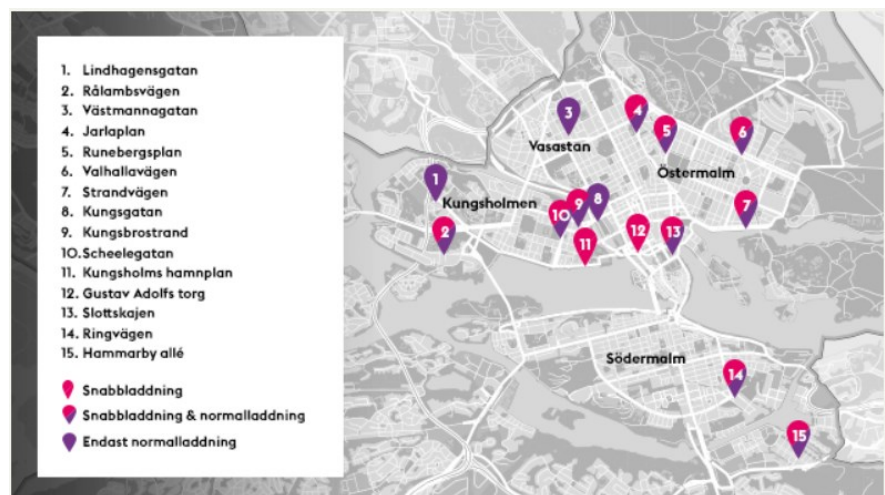 1. Lindhagensgatan
2. Rålambsvägen
3. Västmannagatan
4. Jarlaplan
5. Runebergsplan
6. Valhallavägen
7. Strandvägen
8. Kungsgatan
9. Kungsbrostrand
10. Scheelegatan
11. Kungsholms hamnplan
12. Gustav Adolfs torg
13. Slottskajen
14. Ringvägen
15. Hammarby allé
Snabbladdning
Snabbladdning & normalladdning
Endast normalladdning
3
4
5
6
Vasastan
Östermalm
1
Kungsholmen
2
10
9
8
11
12
13
7
Södermalm
14
15